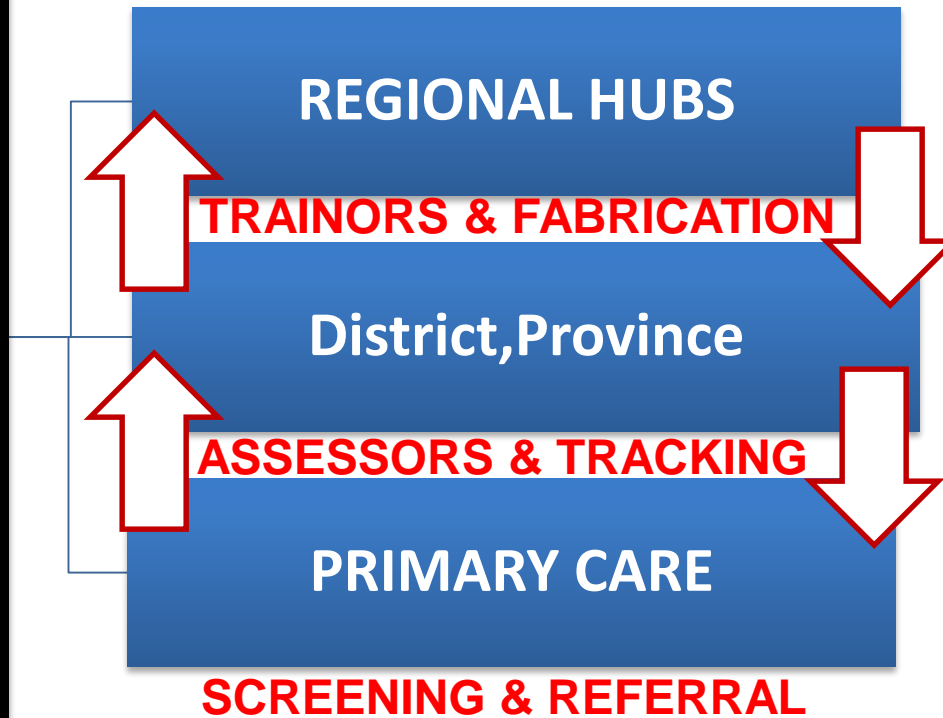 REGIONAL HUBS
TRAINORS & FABRICATION
District,Province
ASSESSORS & TRACKING
PRIMARY CARE
SCREENING & REFERRAL